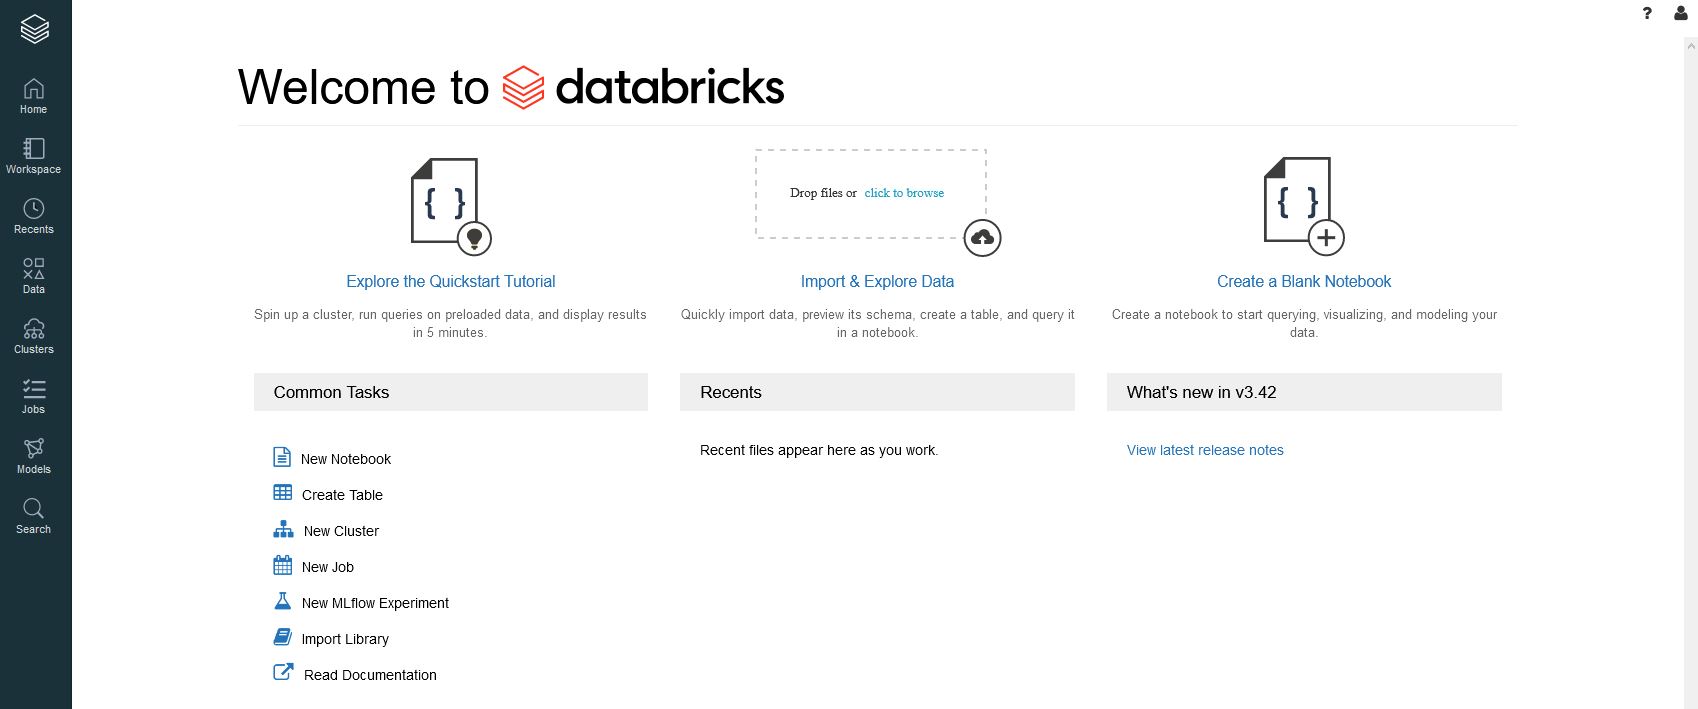 ?
Home
Workspace
Recents
Data
Clusters
Jobs
Models
Search
Welcome to databricks
{ }
Explore the Quickstart Tutorial
Spin up a cluster, run queries on preloaded data, and display results
in 5 minutes.
Drop files or click to browse
Import & Explore Data
Quickly import data, preview its schema, create a table, and query it
in a notebook.
{ }
Create a Blank Notebook
Create a notebook to start querying, visualizing, and modeling your
data.
Common Tasks
New Notebook
Create Table
New Cluster
New Job
New MLflow Experiment
Import Library
Read Documentation
Recents
Recent files appear here as you work.
What's new in v3.42
View latest release notes